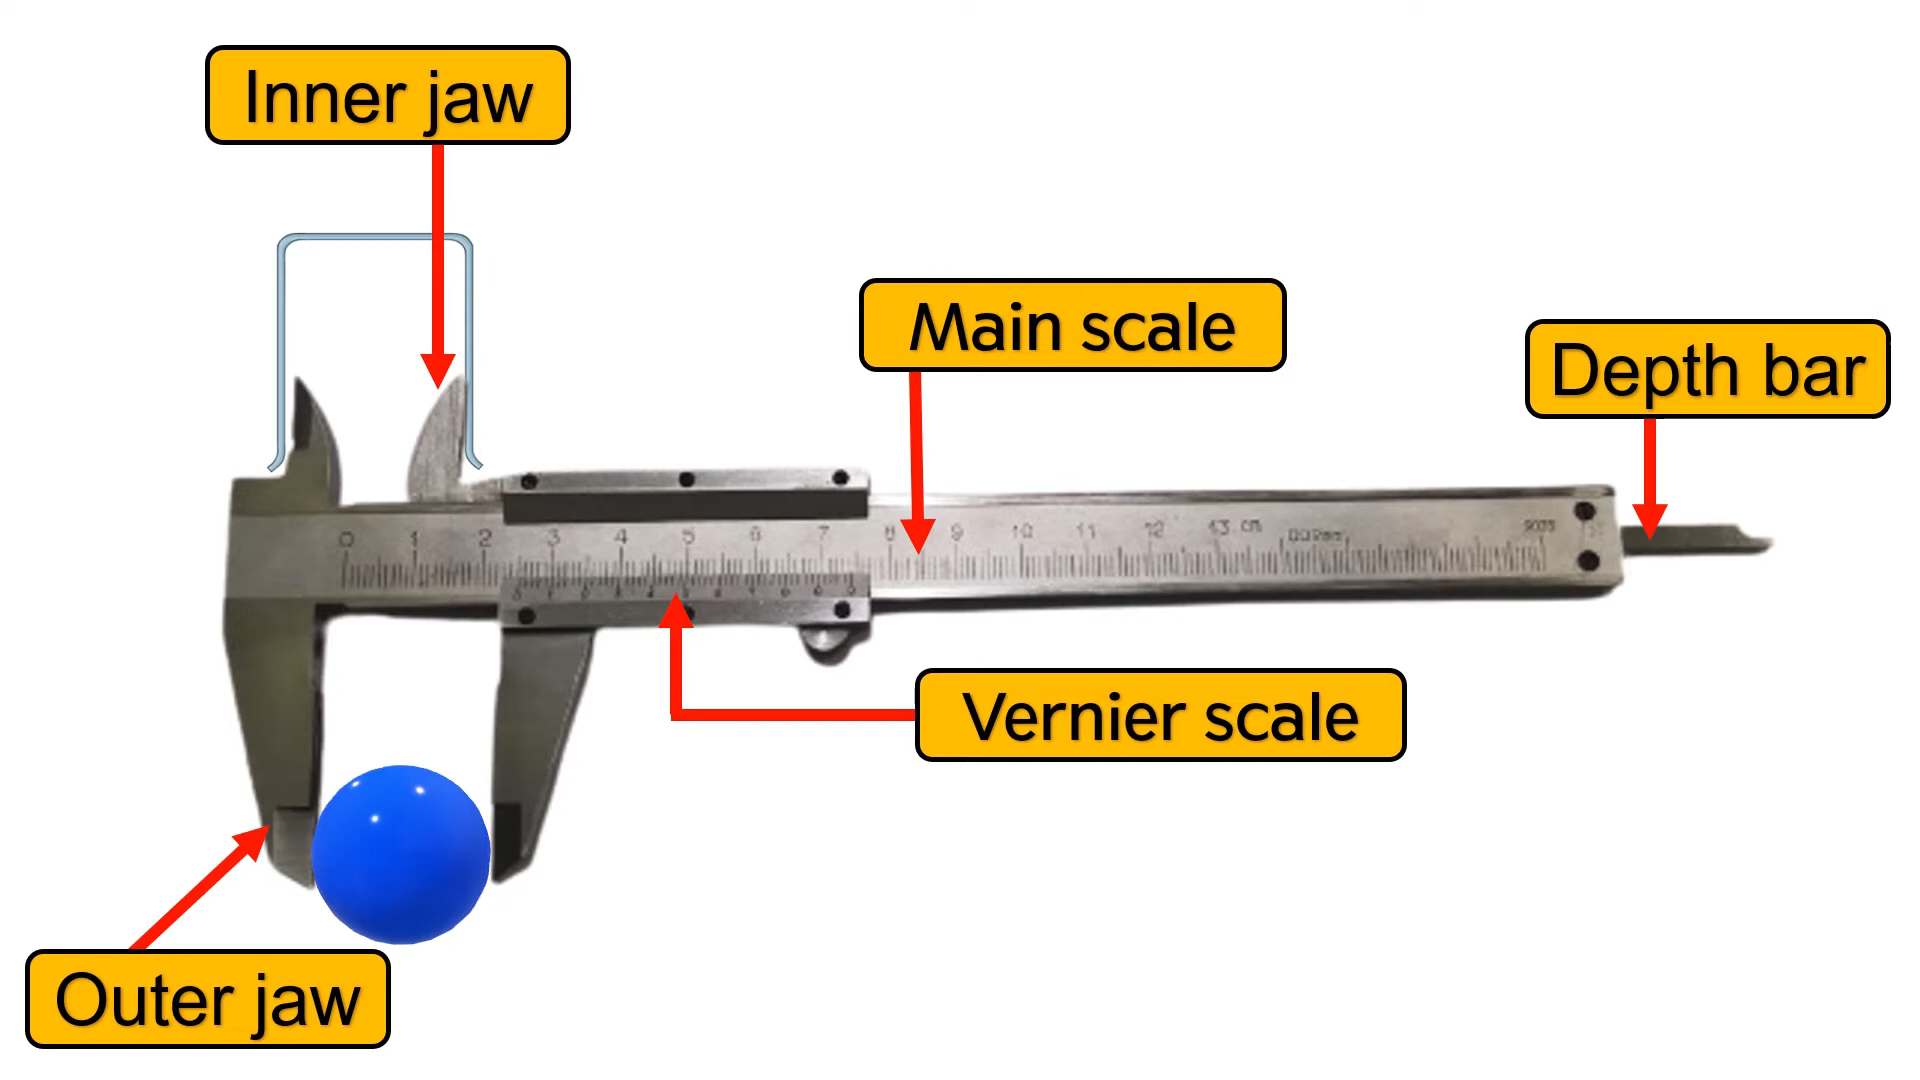 Inner jaw
Main scale
Depth bar
0 1 2 3 4 5 6 7 8 9 10 11 12 13 cm
Vernier scale
Outer jaw